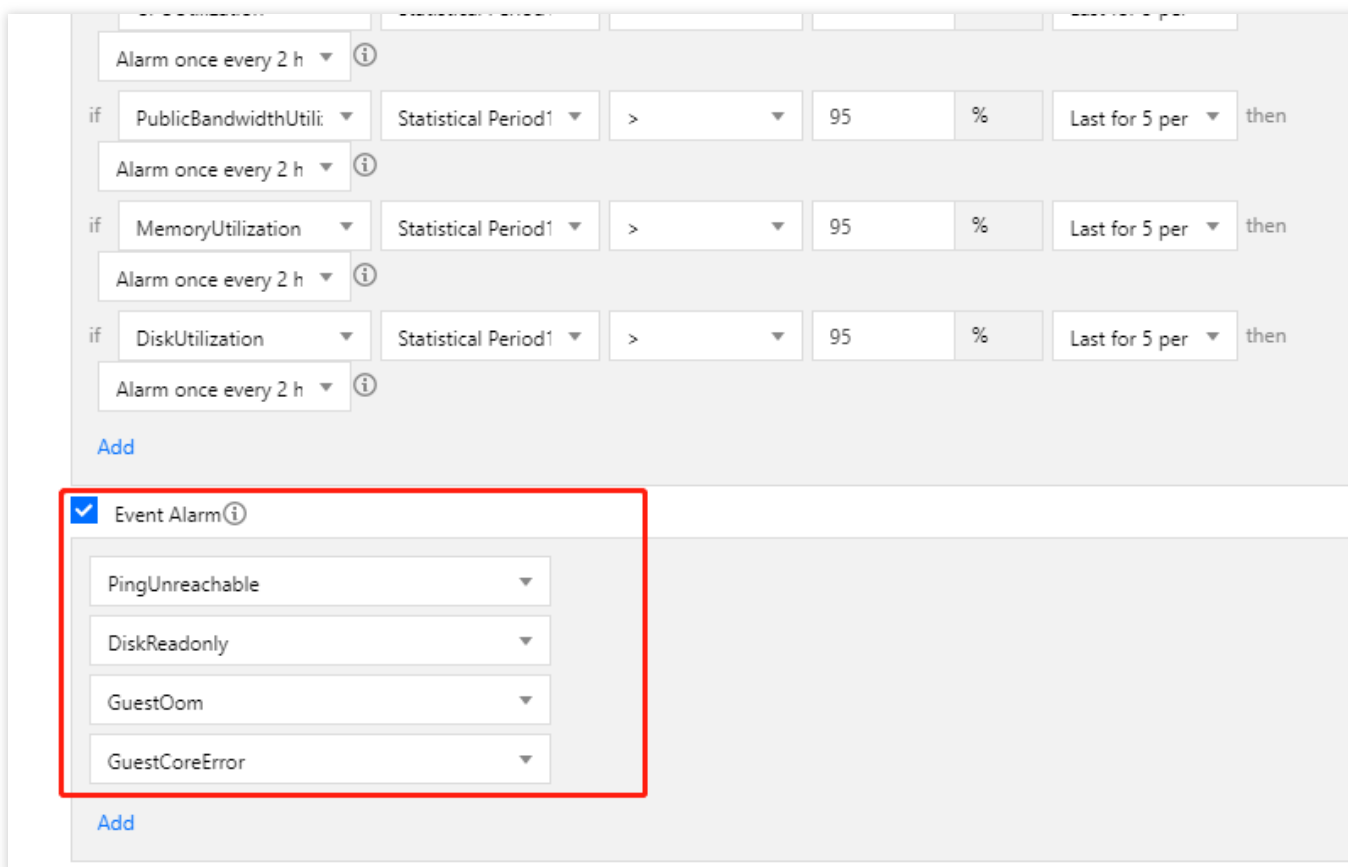 Alarm once every 2 h
if PublicBandwidthUtili: Statistical Period1 > 95 % Last for 5 per then
Alarm once every 2 h
if MemoryUtilization Statistical Period1 > 95 % Last for 5 per then
Alarm once every 2 h
if DiskUtilization Statistical Period1 > 95 % Last for 5 per then
Alarm once every 2 h
Add
Event Alarm
PingUnreachable
DiskReadonly
GuestOom
GuestCoreError
Add